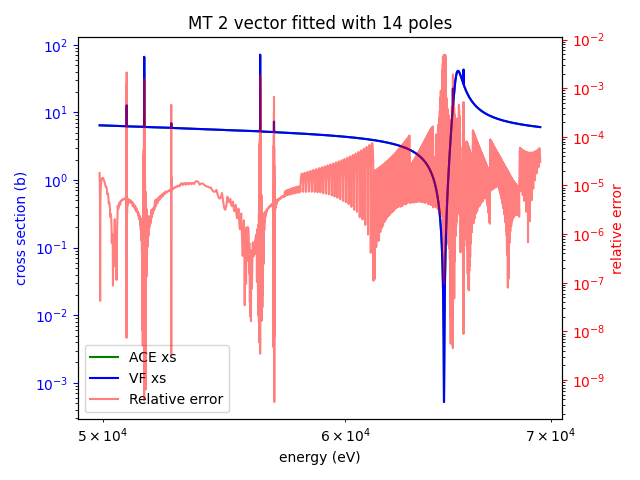 MT 2 vector fitted with 14 poles
10²
10¹
10⁰
10⁻¹
10⁻²
10⁻³
cross section (b)
10⁻²
10⁻³
10⁻⁴
10⁻⁵
10⁻⁶
10⁻⁷
10⁻⁸
10⁻⁹
relative error
ACE xs
VF xs
Relative error
5 × 10⁴
6 × 10⁴
7 × 10⁴
energy (eV)